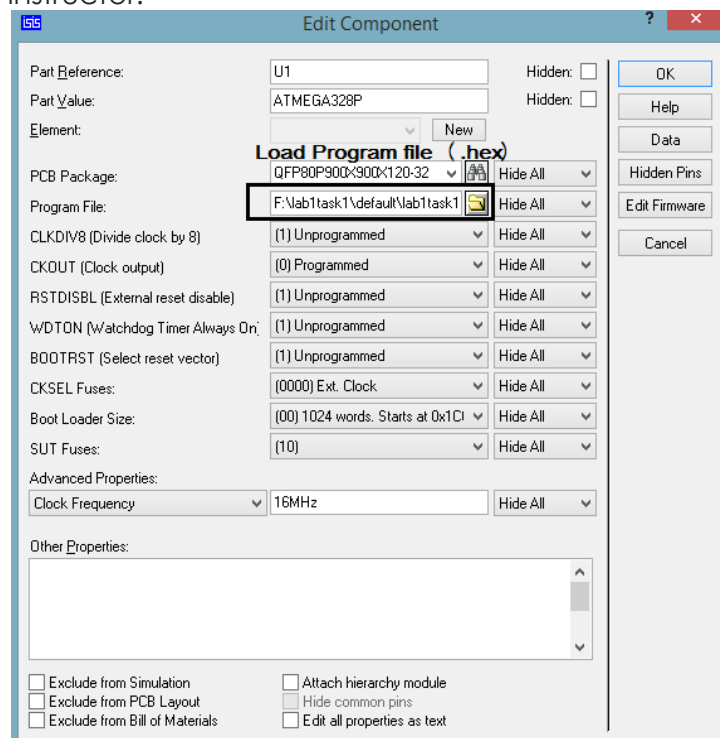 instructor.
isis Edit Component ? ×
Part Reference: U1 Hidden: OK
Part Value: ATMEGA328P Hidden: Help
Element: New Data
Load Program file ( .hex)
PCB Package: QFP80P900X900X120-32 Hide All Hidden Pins
Program File: F:\lab1task1\default\lab1task1 Hide All Edit Firmware
CLKDIV8 (Divide clock by 8) (1) Unprogrammed Hide All Cancel
CKOUT (Clock output) (0) Programmed Hide All
RSTDISBL (External reset disable) (1) Unprogrammed Hide All
WDTON (Watchdog Timer Always On) (1) Unprogrammed Hide All
BOOTRST (Select reset vector) (1) Unprogrammed Hide All
CKSEL Fuses: (0000) Ext. Clock Hide All
Boot Loader Size: (00) 1024 words. Starts at 0x1C Hide All
SUT Fuses: (10) Hide All
Advanced Properties:
Clock Frequency 16MHz Hide All
Other Properties:
Exclude from Simulation Attach hierarchy module
Exclude from PCB Layout Hide common pins
Exclude from Bill of Materials Edit all properties as text